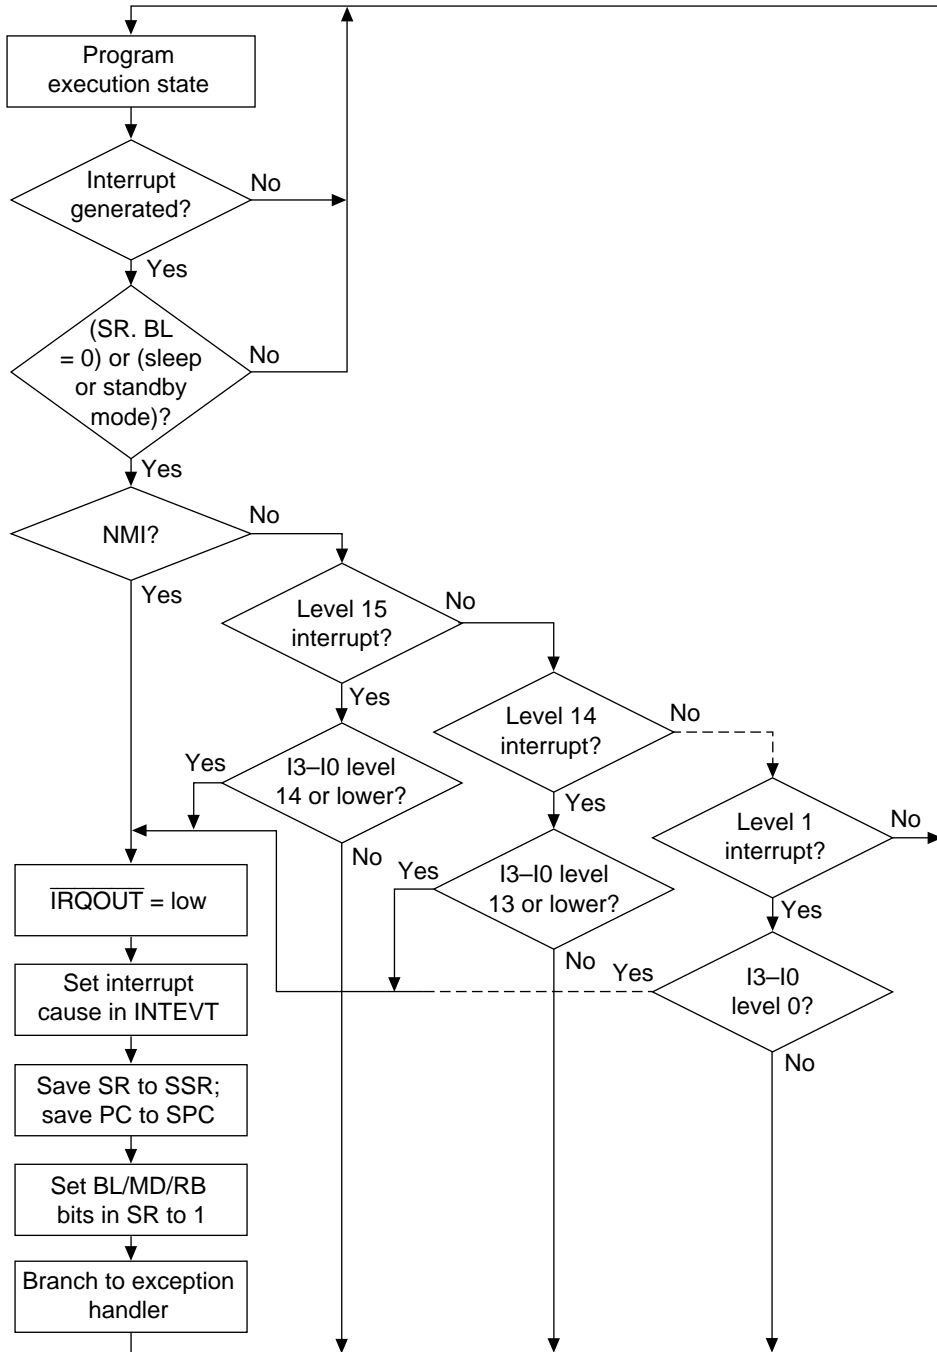 Program
execution state
Interrupt
generated?
No
Yes
(SR. BL
= 0) or (sleep
or standby
mode)?
No
Yes
NMI?
No
Yes
Level 15
interrupt?
No
Yes
Level 14
interrupt?
No
Yes
I3–I0 level
14 or lower?
Yes
No
Level 1
interrupt?
No
Yes
I3–I0 level
13 or lower?
Yes
No
I3–I0
level 0?
Yes
No
IRQOUT = low
Set interrupt
cause in INTEVT
Save SR to SSR;
save PC to SPC
Set BL/MD/RB
bits in SR to 1
Branch to exception
handler